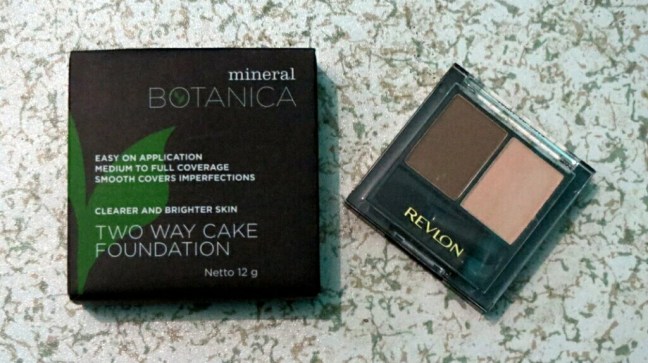 mineral
BOTANICA
EASY ON APPLICATION
MEDIUM TO FULL COVERAGE
SMOOTH COVERS IMPERFECTIONS
CLEARER AND BRIGHTER SKIN
TWO WAY CAKE
FOUNDATION
Netto 12 g
REVLON